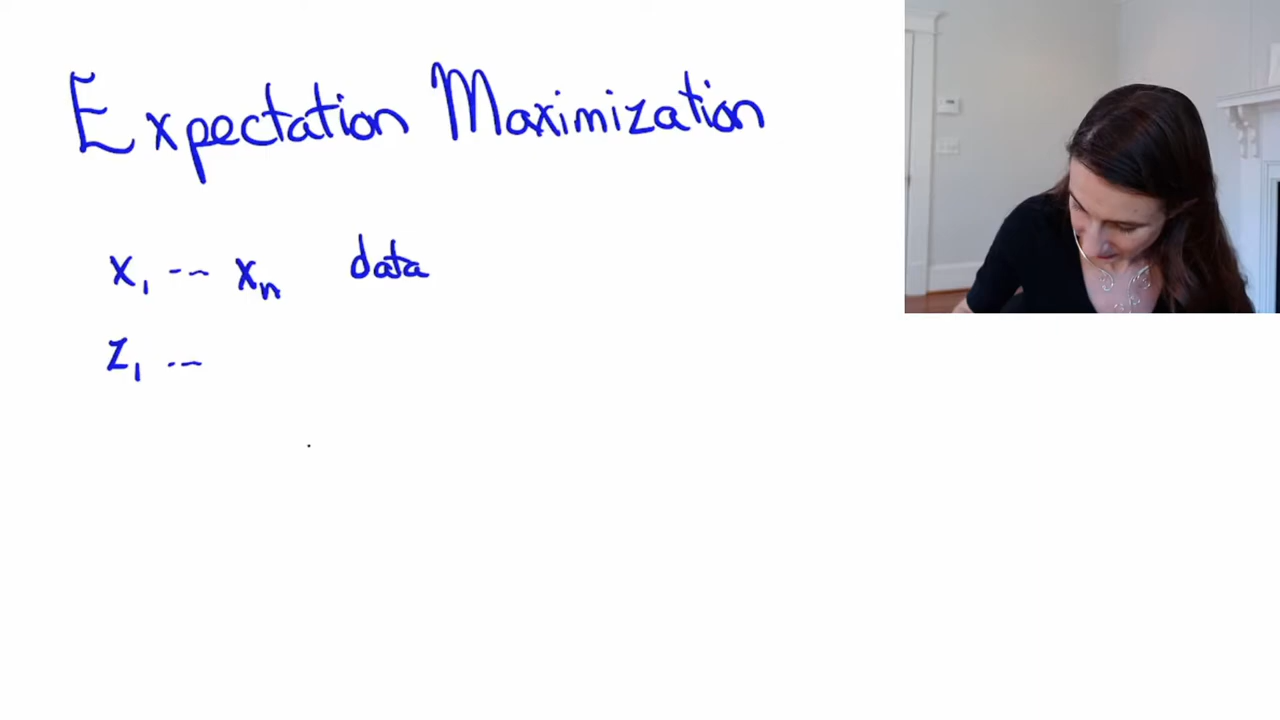 Expectation Maximization
x₁ ... xₙ data
z₁ ...